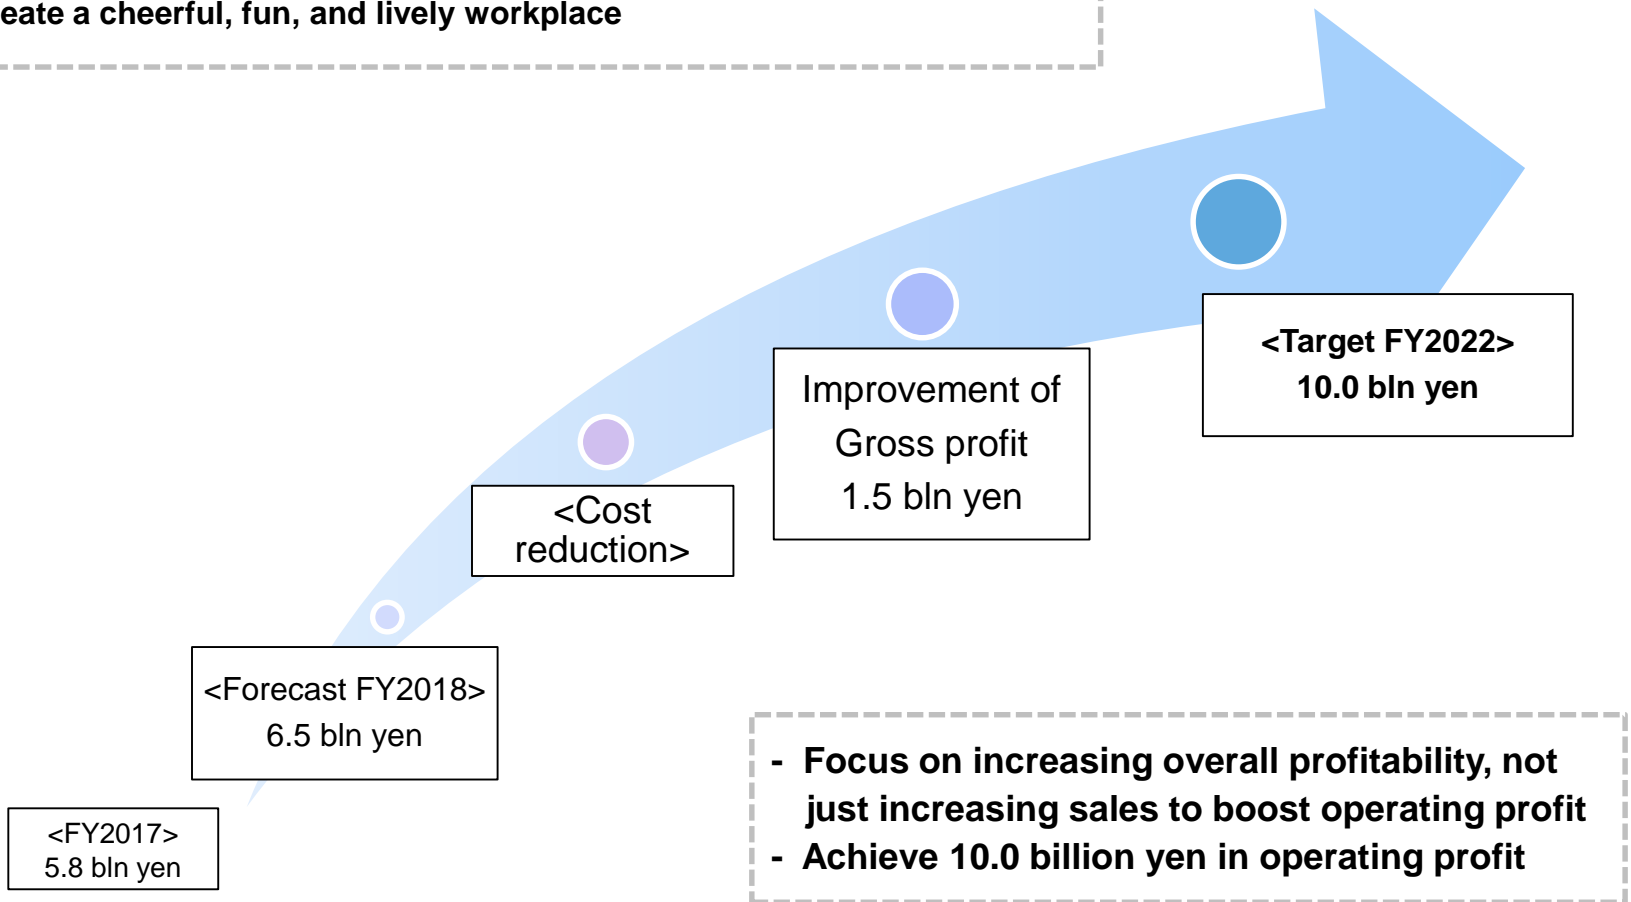 eate a cheerful, fun, and lively workplace
<Target FY2022>
10.0 bln yen
Improvement of
Gross profit
1.5 bln yen
<Cost
reduction>
<Forecast FY2018>
6.5 bln yen
<FY2017>
5.8 bln yen
- Focus on increasing overall profitability, not
just increasing sales to boost operating profit
- Achieve 10.0 billion yen in operating profit